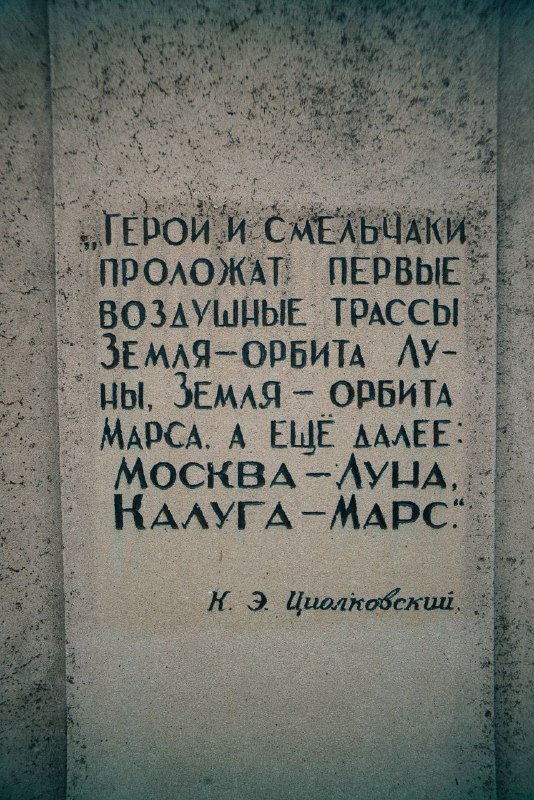 „Герои и смельчаки
проложат первые
воздушные трассы
Земля–орбита Лу-
ны, Земля – орбита
Марса, а ещё далее:
Москва–Луна,
Калуга–Марс.“
К. Э. Циолковский.